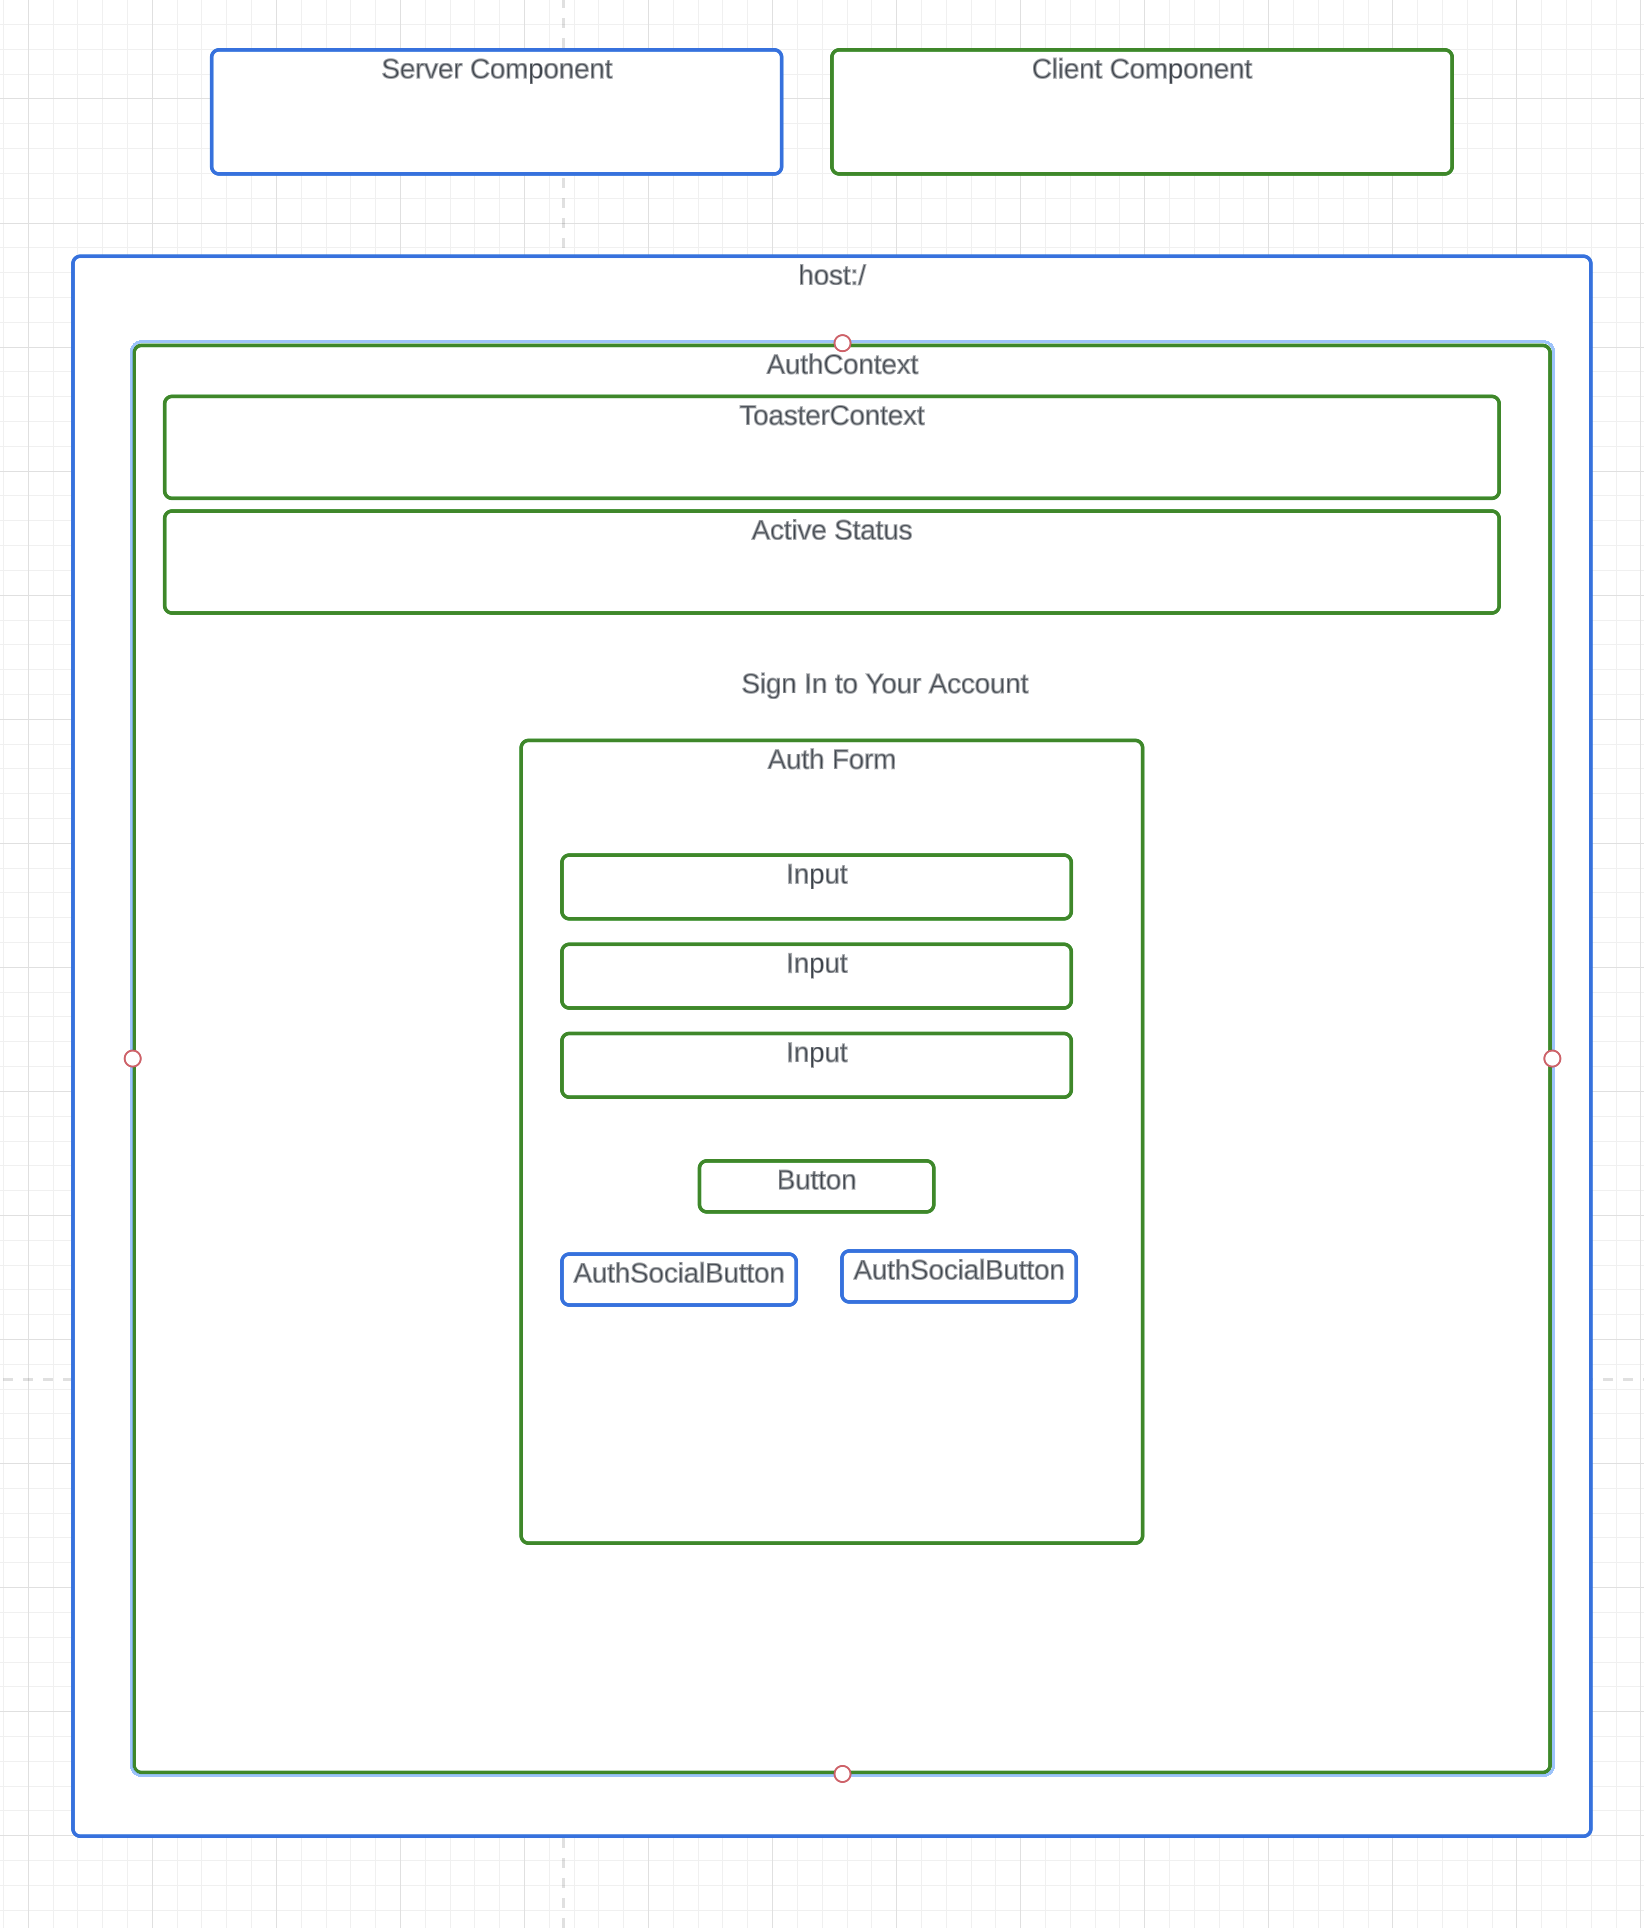 Server Component
Client Component
host:/
AuthContext
ToasterContext
Active Status
Sign In to Your Account
Auth Form
Input
Input
Input
Button
AuthSocialButton
AuthSocialButton